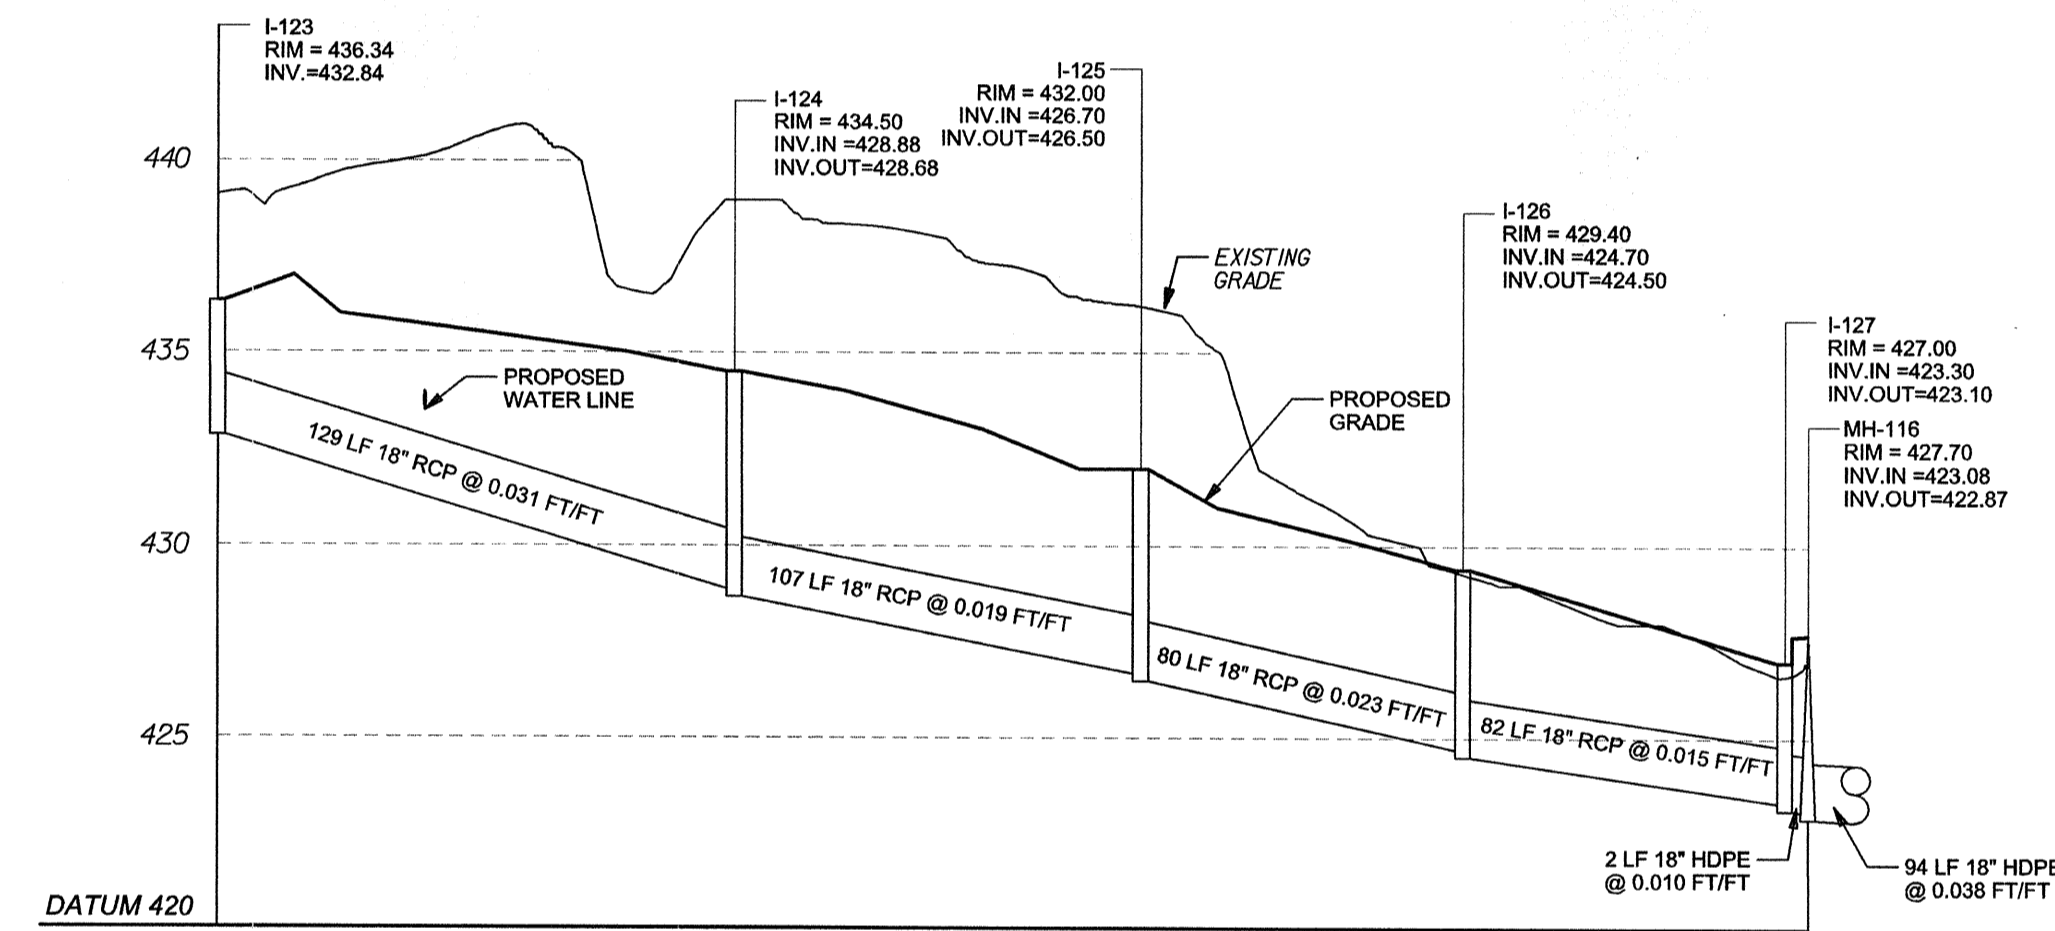 I-123
RIM = 436.34
INV.=432.84
I-124
RIM = 434.50
INV.IN =428.88
INV.OUT=428.68
I-125
RIM = 432.00
INV.IN =426.70
INV.OUT=426.50
I-126
RIM = 429.40
INV.IN =424.70
INV.OUT=424.50
I-127
RIM = 427.00
INV.IN =423.30
INV.OUT=423.10
MH-116
RIM = 427.70
INV.IN =423.08
INV.OUT=422.87
440
435
430
425
DATUM 420
EXISTING
GRADE
PROPOSED
WATER LINE
PROPOSED
GRADE
129 LF 18" RCP @ 0.031 FT/FT
107 LF 18" RCP @ 0.019 FT/FT
80 LF 18" RCP @ 0.023 FT/FT
82 LF 18" RCP @ 0.015 FT/FT
2 LF 18" HDPE
@ 0.010 FT/FT
94 LF 18" HDPE
@ 0.038 FT/FT